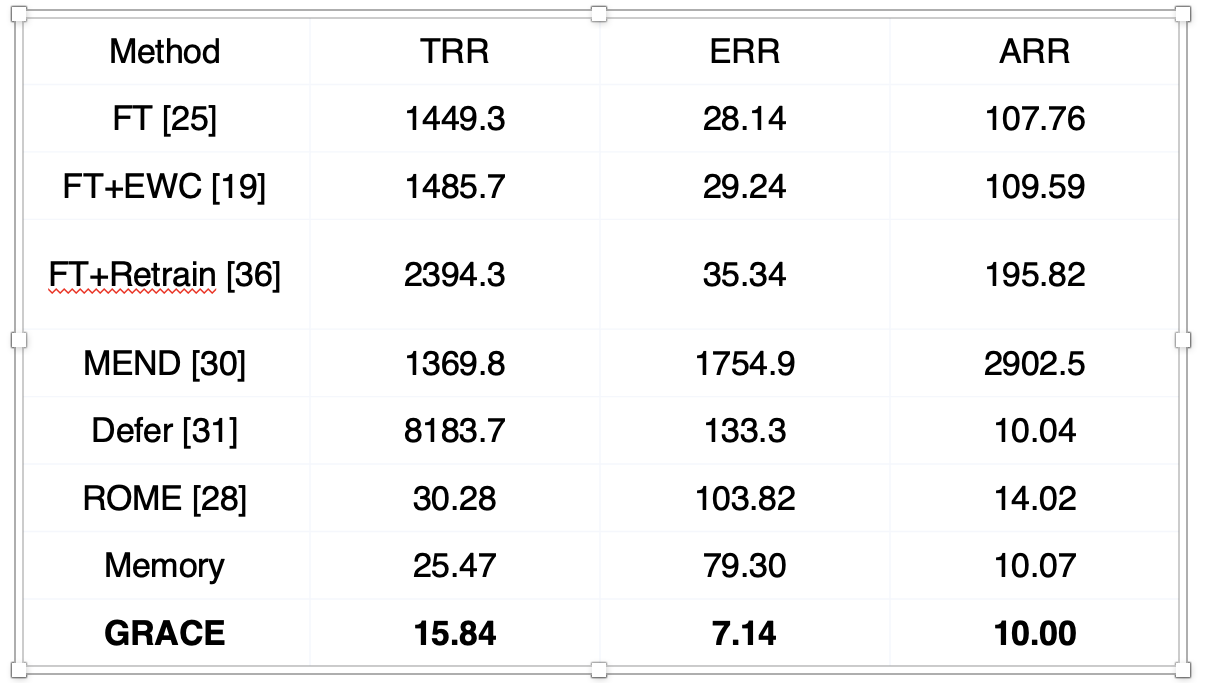 Method TRR ERR ARR
FT [25] 1449.3 28.14 107.76
FT+EWC [19] 1485.7 29.24 109.59
FT+Retrain [36] 2394.3 35.34 195.82
MEND [30] 1369.8 1754.9 2902.5
Defer [31] 8183.7 133.3 10.04
ROME [28] 30.28 103.82 14.02
Memory 25.47 79.30 10.07
GRACE 15.84 7.14 10.00